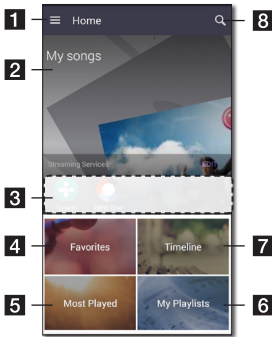 1 Home 8
2 My songs
Streaming Services EDIT
3
4 Favorites Timeline 7
5 Most Played My Playlists 6